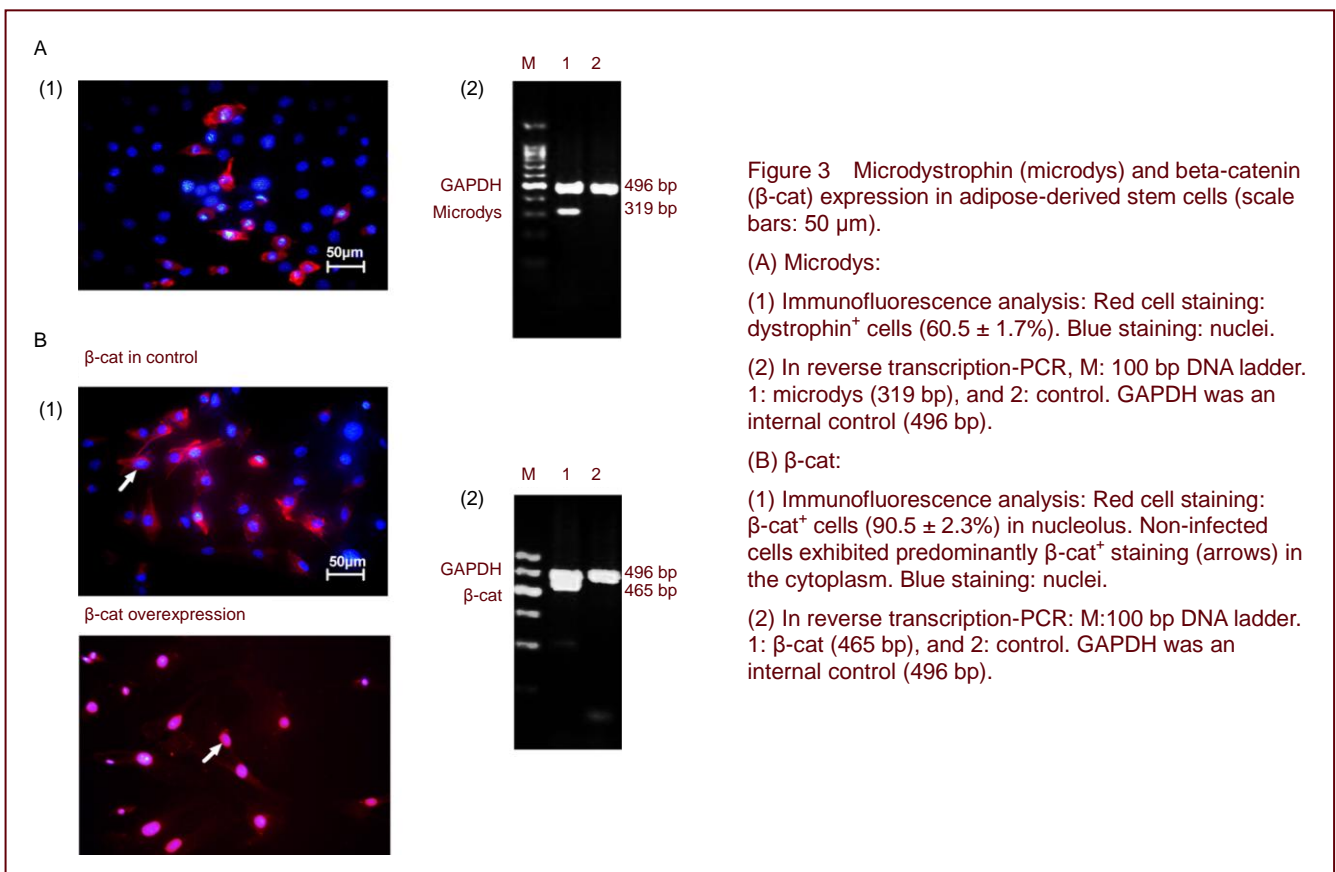 A
(1)
50µm
(2)
M 1 2
GAPDH
Microdys
496 bp
319 bp
B
β-cat in control
(1)
50µm
β-cat overexpression
(2)
M 1 2
GAPDH
β-cat
496 bp
465 bp
Figure 3 Microdystrophin (microdys) and beta-catenin
(β-cat) expression in adipose-derived stem cells (scale
bars: 50 µm).
(A) Microdys:
(1) Immunofluorescence analysis: Red cell staining:
dystrophin⁺ cells (60.5 ± 1.7%). Blue staining: nuclei.
(2) In reverse transcription-PCR, M: 100 bp DNA ladder.
1: microdys (319 bp), and 2: control. GAPDH was an
internal control (496 bp).
(B) β-cat:
(1) Immunofluorescence analysis: Red cell staining:
β-cat⁺ cells (90.5 ± 2.3%) in nucleolus. Non-infected
cells exhibited predominantly β-cat⁺ staining (arrows) in
the cytoplasm. Blue staining: nuclei.
(2) In reverse transcription-PCR: M:100 bp DNA ladder.
1: β-cat (465 bp), and 2: control. GAPDH was an
internal control (496 bp).